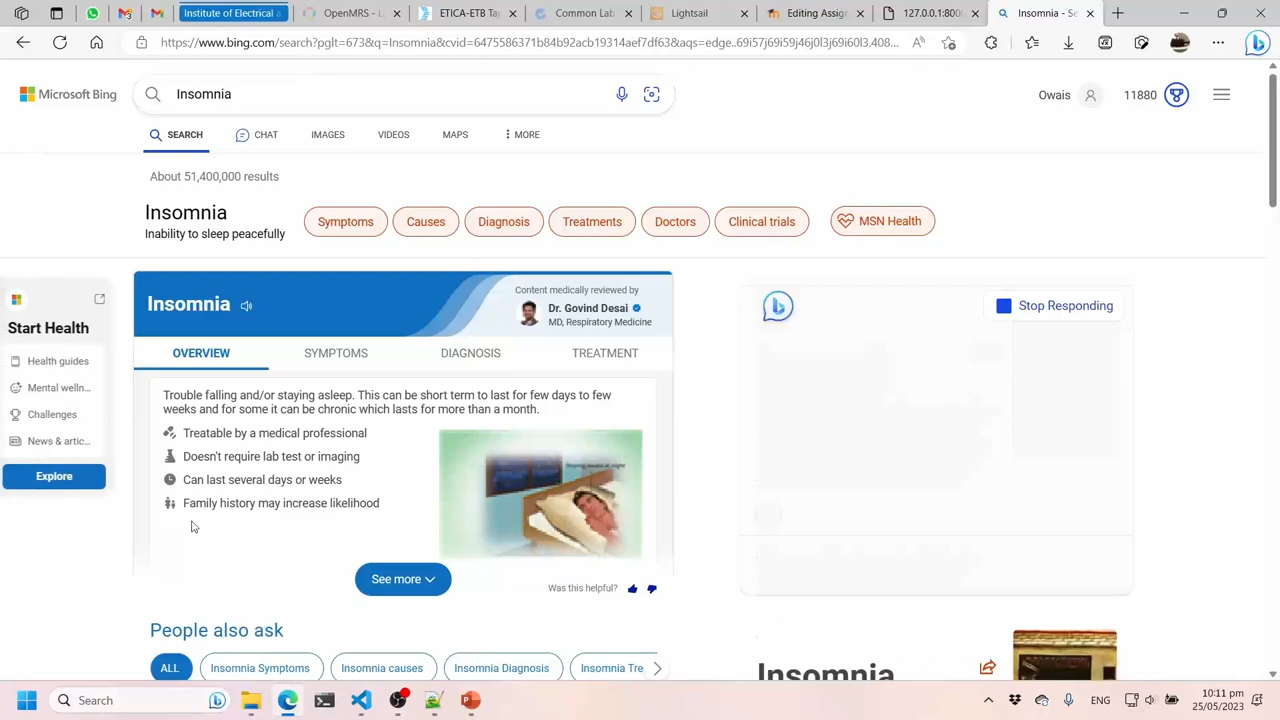 Institute of Electrical a
OpenMRS - L
ETICA-ETB Ta
Common Lab
Lightsail
Editing Assign
127.0.0.1:8000
Insomnia - Se
https://www.bing.com/search?pglt=673&q=Insomnia&cvid=6475586371b84b92acb19314aef7df63&aqs=edge..69i57j69i59j46j0l3j69i60l3.408...
Microsoft Bing
Insomnia
Owais
11880
SEARCH
CHAT
IMAGES
VIDEOS
MAPS
MORE
About 51,400,000 results
Insomnia
Inability to sleep peacefully
Symptoms
Causes
Diagnosis
Treatments
Doctors
Clinical trials
MSN Health
Start Health
Health guides
Mental welln...
Challenges
News & artic...
Explore
Insomnia
Content medically reviewed by
Dr. Govind Desai
MD, Respiratory Medicine
OVERVIEW
SYMPTOMS
DIAGNOSIS
TREATMENT
Trouble falling and/or staying asleep. This can be short term to last for few days to few
weeks and for some it can be chronic which lasts for more than a month.
Treatable by a medical professional
Doesn't require lab test or imaging
Can last several days or weeks
Family history may increase likelihood
See more
Was this helpful?
Stop Responding
People also ask
ALL
Insomnia Symptoms
Insomnia causes
Insomnia Diagnosis
Insomnia Tre
Insomnia
Search
ENG
10:11 pm
25/05/2023